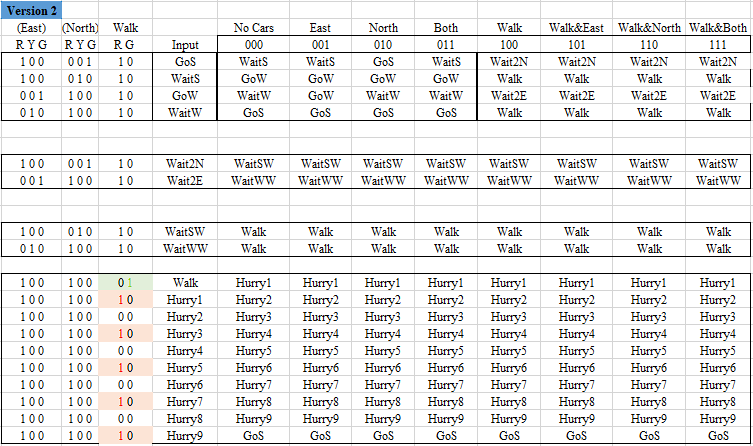 Version 2
(East) (North) Walk No Cars East North Both Walk Walk&East Walk&North Walk&Both
R Y G R Y G R G Input 000 001 010 011 100 101 110 111
1 0 0 0 0 1 1 0 GoS WaitS WaitS GoS WaitS Wait2N Wait2N Wait2N Wait2N
1 0 0 0 1 0 1 0 WaitS GoW GoW GoW GoW Walk Walk Walk Walk
0 0 1 1 0 0 1 0 GoW WaitW GoW WaitW WaitW Wait2E Wait2E Wait2E Wait2E
0 1 0 1 0 0 1 0 WaitW GoS GoS GoS GoS Walk Walk Walk Walk
1 0 0 0 0 1 1 0 Wait2N WaitSW WaitSW WaitSW WaitSW WaitSW WaitSW WaitSW WaitSW
0 0 1 1 0 0 1 0 Wait2E WaitWW WaitWW WaitWW WaitWW WaitWW WaitWW WaitWW WaitWW
1 0 0 0 1 0 1 0 WaitSW Walk Walk Walk Walk Walk Walk Walk Walk
0 1 0 1 0 0 1 0 WaitWW Walk Walk Walk Walk Walk Walk Walk Walk
1 0 0 1 0 0 0 1 Walk Hurry1 Hurry1 Hurry1 Hurry1 Hurry1 Hurry1 Hurry1 Hurry1
1 0 0 1 0 0 1 0 Hurry1 Hurry2 Hurry2 Hurry2 Hurry2 Hurry2 Hurry2 Hurry2 Hurry2
1 0 0 1 0 0 0 0 Hurry2 Hurry3 Hurry3 Hurry3 Hurry3 Hurry3 Hurry3 Hurry3 Hurry3
1 0 0 1 0 0 1 0 Hurry3 Hurry4 Hurry4 Hurry4 Hurry4 Hurry4 Hurry4 Hurry4 Hurry4
1 0 0 1 0 0 0 0 Hurry4 Hurry5 Hurry5 Hurry5 Hurry5 Hurry5 Hurry5 Hurry5 Hurry5
1 0 0 1 0 0 1 0 Hurry5 Hurry6 Hurry6 Hurry6 Hurry6 Hurry6 Hurry6 Hurry6 Hurry6
1 0 0 1 0 0 0 0 Hurry6 Hurry7 Hurry7 Hurry7 Hurry7 Hurry7 Hurry7 Hurry7 Hurry7
1 0 0 1 0 0 1 0 Hurry7 Hurry8 Hurry8 Hurry8 Hurry8 Hurry8 Hurry8 Hurry8 Hurry8
1 0 0 1 0 0 0 0 Hurry8 Hurry9 Hurry9 Hurry9 Hurry9 Hurry9 Hurry9 Hurry9 Hurry9
1 0 0 1 0 0 1 0 Hurry9 GoS GoS GoS GoS GoS GoS GoS GoS